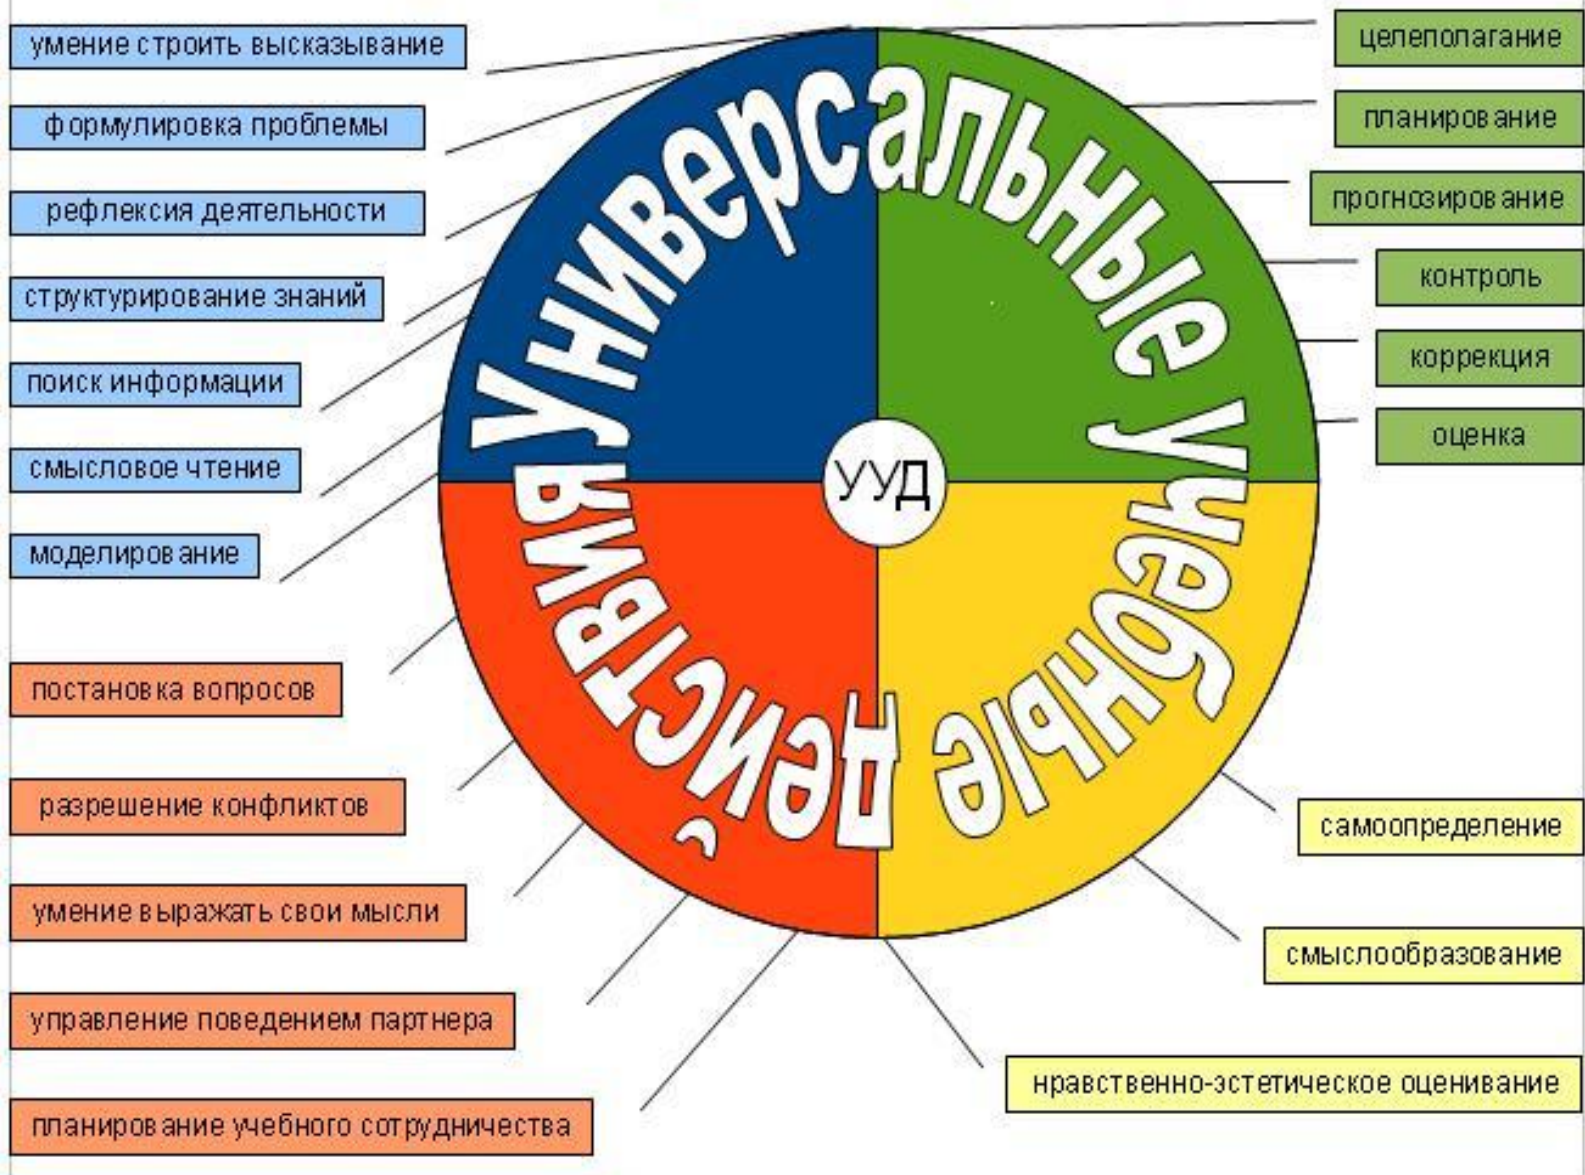 умение строить высказывание
формулировка проблемы
рефлексия деятельности
структурирование знаний
поиск информации
смысловое чтение
моделирование
постановка вопросов
разрешение конфликтов
умение выражать свои мысли
управление поведением партнера
планирование учебного сотрудничества
Универсальные учебные действия
УУД
целеполагание
планирование
прогнозирование
контроль
коррекция
оценка
самоопределение
смыслообразование
нравственно-эстетическое оценивание